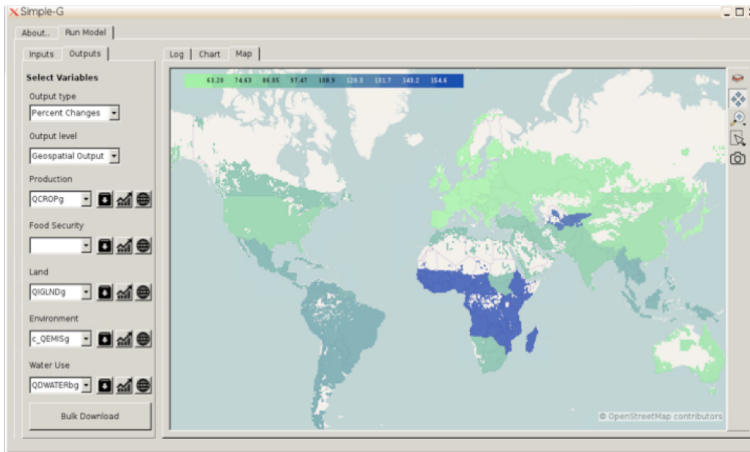 Simple-G
About.. Run Model
Inputs Outputs
Log Chart Map
Select Variables
Output type
Percent Changes
Output level
Geospatial Output
Production
QCROPg
Food Security
Land
QIGLNDg
Environment
c_QEMISg
Water Use
QDWATERbg
Bulk Download
63.20 74.63 86.05 97.47 108.9 120.3 131.7 143.2 154.6
© OpenStreetMap contributors